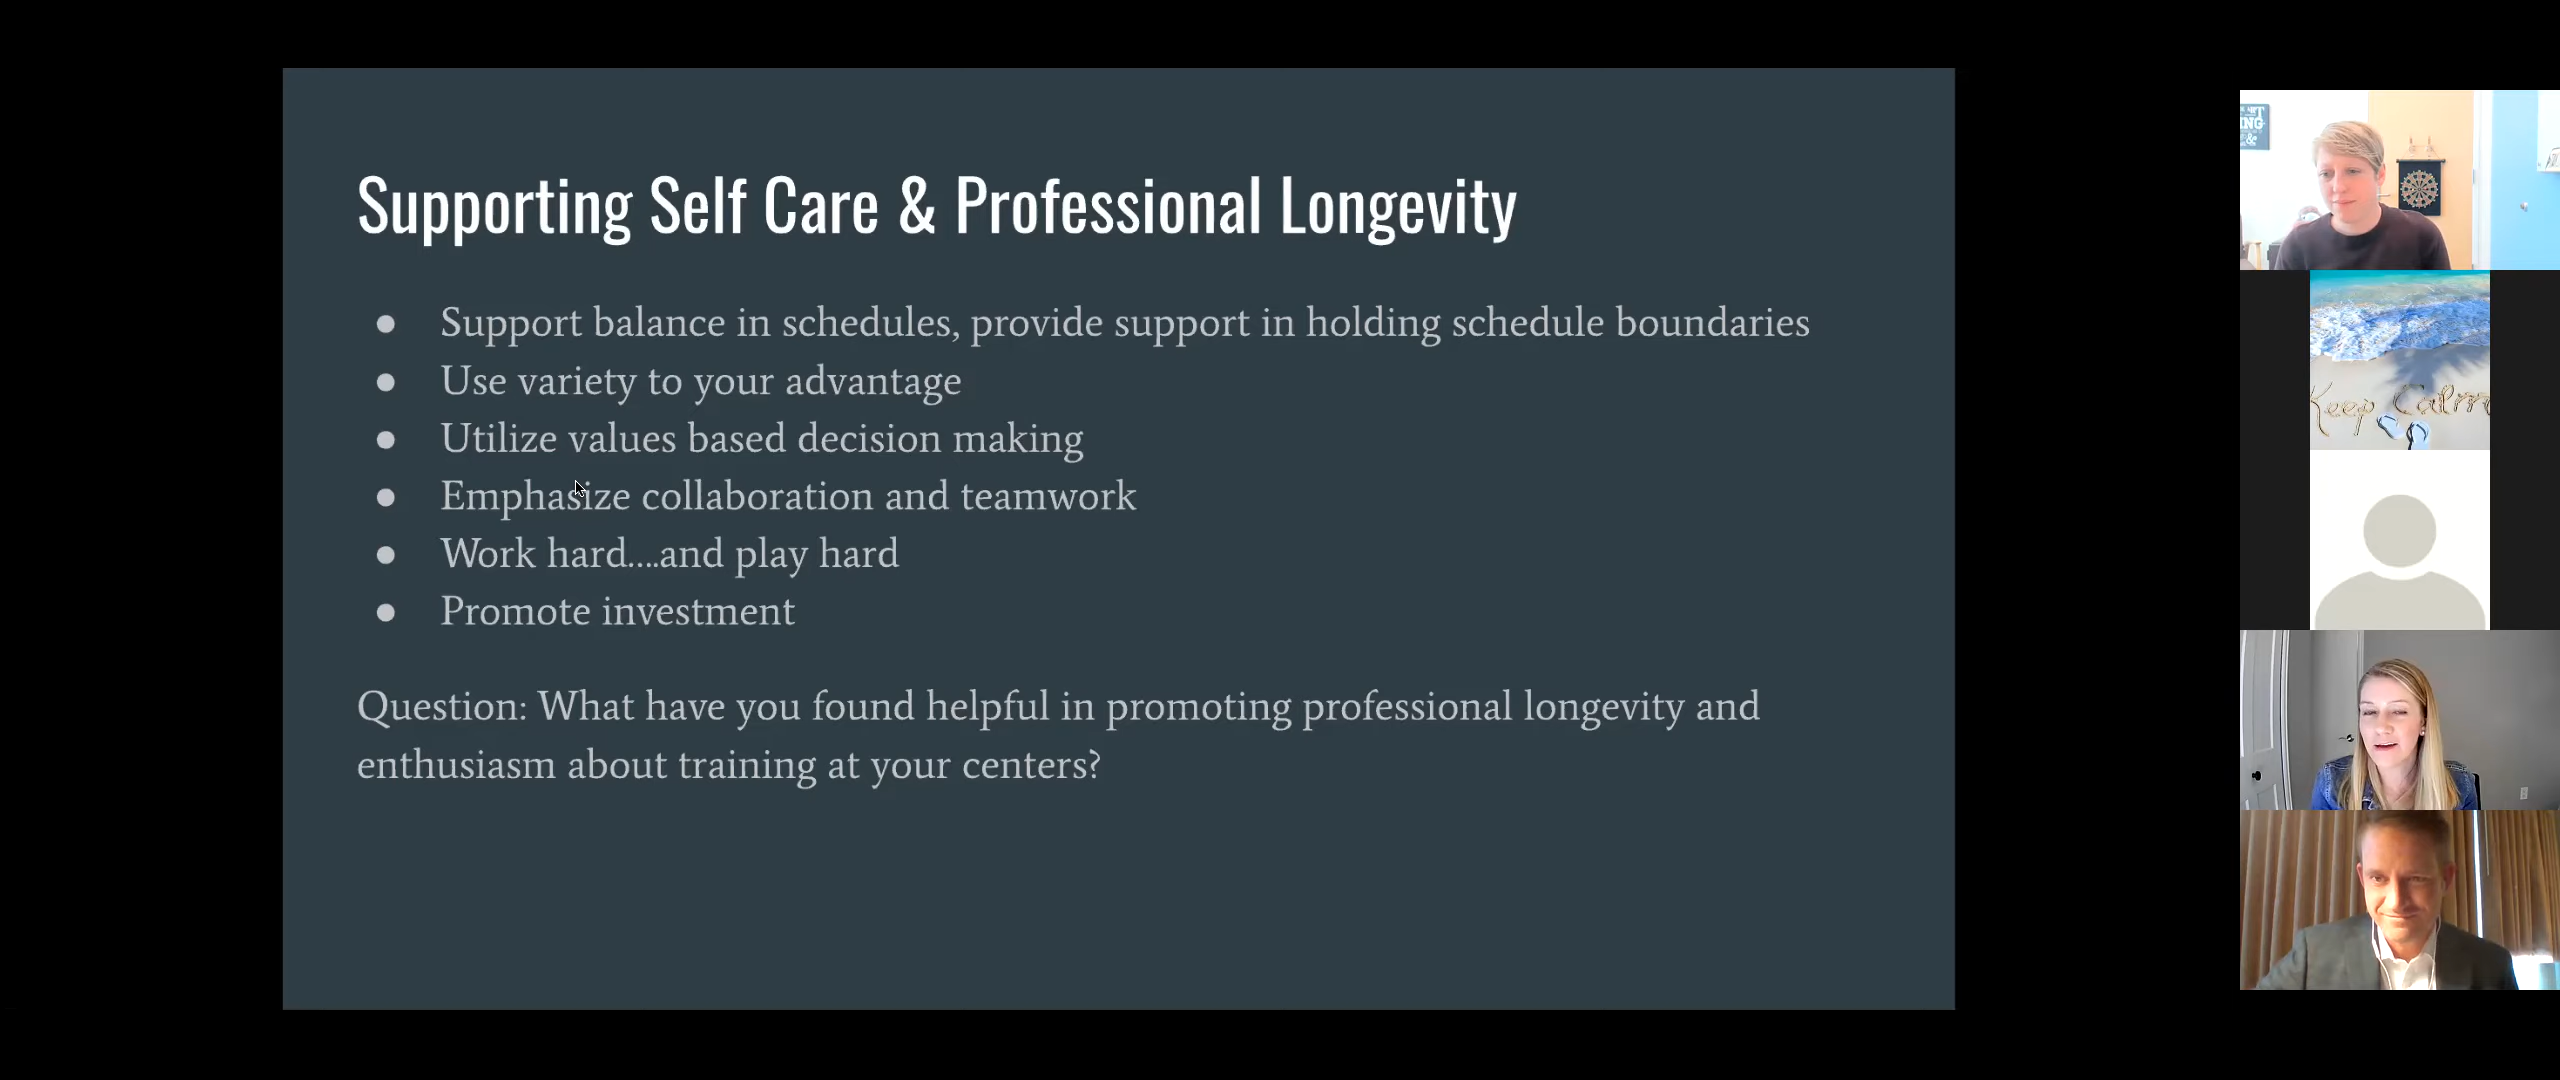 Supporting Self Care & Professional Longevity
● Support balance in schedules, provide support in holding schedule boundaries
● Use variety to your advantage
● Utilize values based decision making
● Emphasize collaboration and teamwork
● Work hard....and play hard
● Promote investment
Question: What have you found helpful in promoting professional longevity and
enthusiasm about training at your centers?
ING
&
Keep Calm